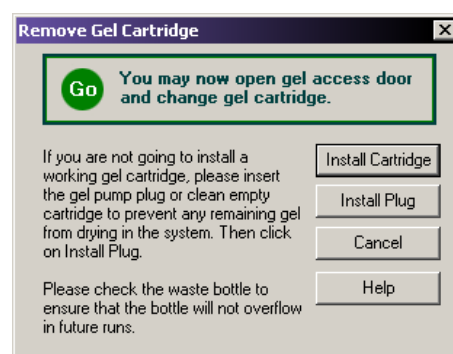 Remove Gel Cartridge
Go
You may now open gel access door
and change gel cartridge.
If you are not going to install a
working gel cartridge, please insert
the gel pump plug or clean empty
cartridge to prevent any remaining gel
from drying in the system. Then click
on Install Plug.
Please check the waste bottle to
ensure that the bottle will not overflow
in future runs.
Install Cartridge
Install Plug
Cancel
Help